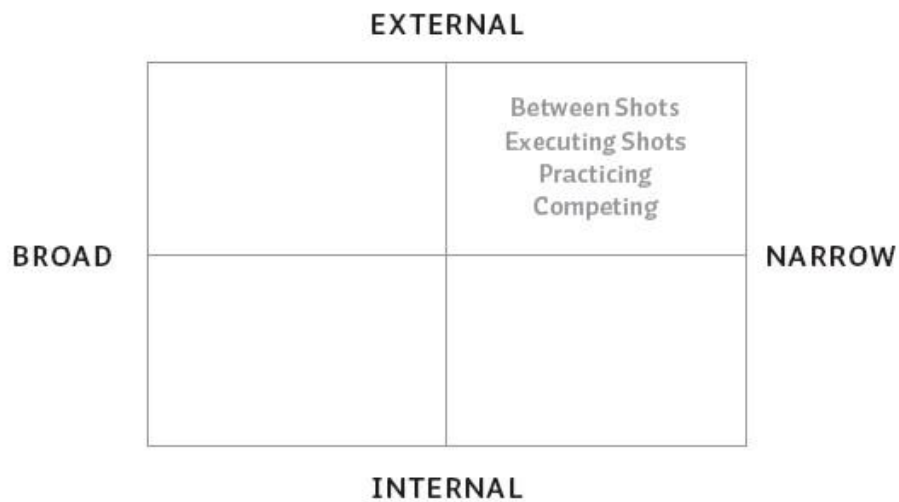 EXTERNAL
Between Shots
Executing Shots
Practicing
Competing
BROAD
NARROW
INTERNAL